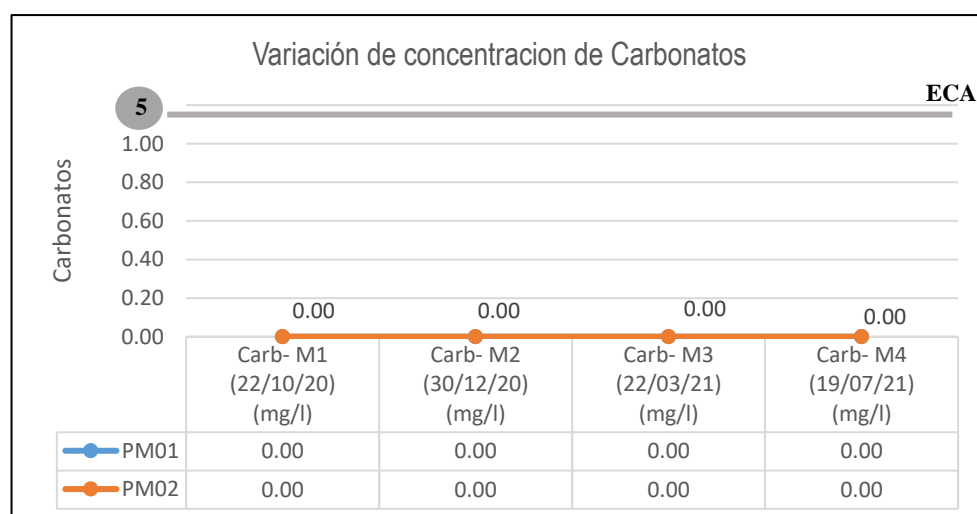 Variación de concentracion de Carbonatos
ECA
5
Carbonatos
1.00
0.80
0.60
0.40
0.20
0.00
0.00 0.00 0.00 0.00
Carb- M1 Carb- M2 Carb- M3 Carb- M4
(22/10/20) (30/12/20) (22/03/21) (19/07/21)
(mg/l) (mg/l) (mg/l) (mg/l)
PM01 0.00 0.00 0.00 0.00
PM02 0.00 0.00 0.00 0.00